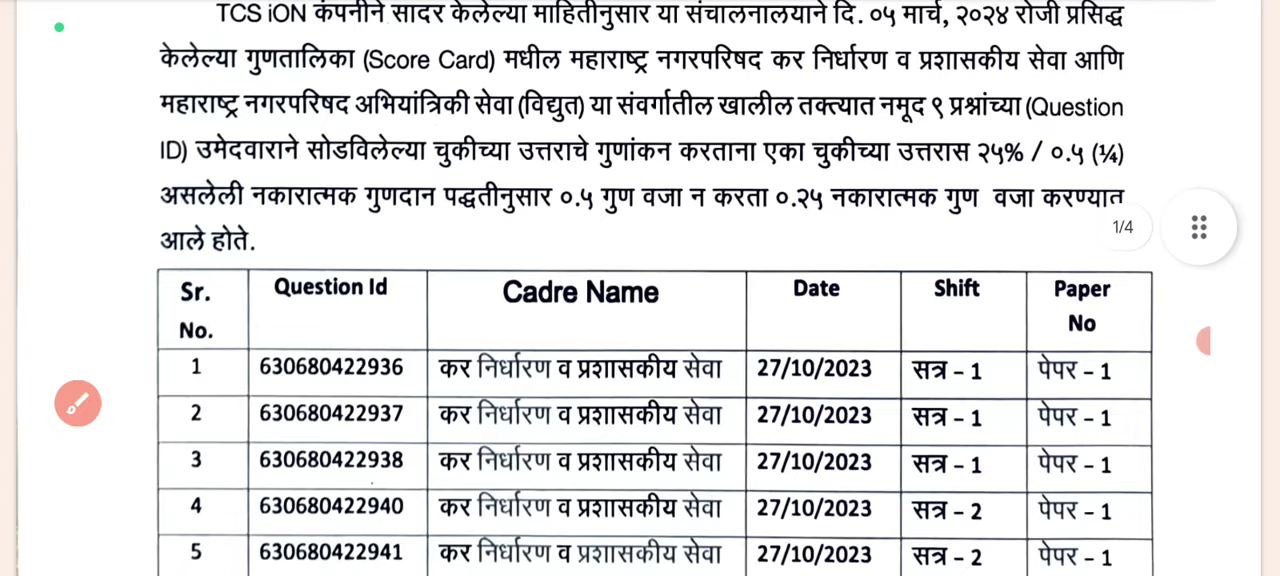 TCS iON कंपनीने सादर केलेल्या माहितीनुसार या संचालनालयाने दि. ०५ मार्च, २०२४ रोजी प्रसिद्ध
केलेल्या गुणतालिका (Score Card) मधील महाराष्ट्र नगरपरिषद कर निर्धारण व प्रशासकीय सेवा आणि
महाराष्ट्र नगरपरिषद अभियांत्रिकी सेवा (विद्युत) या संवर्गातील खालील तक्त्यात नमूद ९ प्रश्नांच्या (Question
ID) उमेदवाराने सोडविलेल्या चुकीच्या उत्तराचे गुणांकन करताना एका चुकीच्या उत्तरास २५% / ०.५ (¼)
असलेली नकारात्मक गुणदान पद्धतीनुसार ०.५ गुण वजा न करता ०.२५ नकारात्मक गुण वजा करण्यात
1/4
आले होते.
Sr. No. Question Id Cadre Name Date Shift Paper No
1 630680422936 कर निर्धारण व प्रशासकीय सेवा 27/10/2023 सत्र – 1 पेपर – 1
2 630680422937 कर निर्धारण व प्रशासकीय सेवा 27/10/2023 सत्र – 1 पेपर – 1
3 630680422938 कर निर्धारण व प्रशासकीय सेवा 27/10/2023 सत्र – 1 पेपर – 1
4 630680422940 कर निर्धारण व प्रशासकीय सेवा 27/10/2023 सत्र – 2 पेपर – 1
5 630680422941 कर निर्धारण व प्रशासकीय सेवा 27/10/2023 सत्र – 2 पेपर – 1